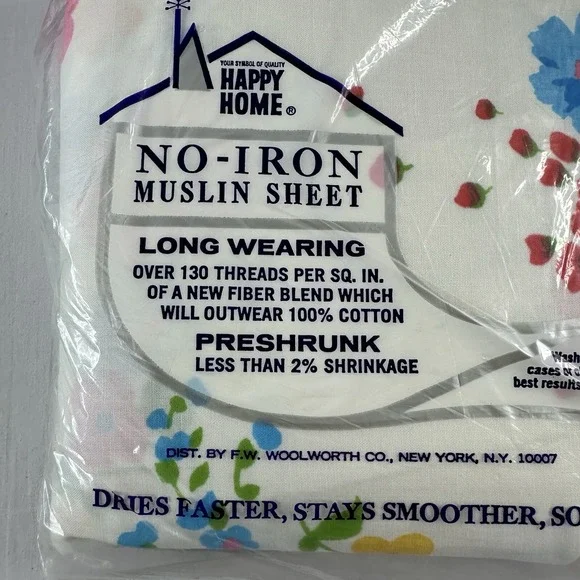 YOUR SYMBOL OF QUALITY
HAPPY
HOME®
NO-IRON
MUSLIN SHEET
LONG WEARING
OVER 130 THREADS PER SQ. IN.
OF A NEW FIBER BLEND WHICH
WILL OUTWEAR 100% COTTON
PRESHRUNK
LESS THAN 2% SHRINKAGE
Wash
cases
best results
DIST. BY F.W. WOOLWORTH CO., NEW YORK, N.Y. 10007
DRIES FASTER, STAYS SMOOTHER, SO